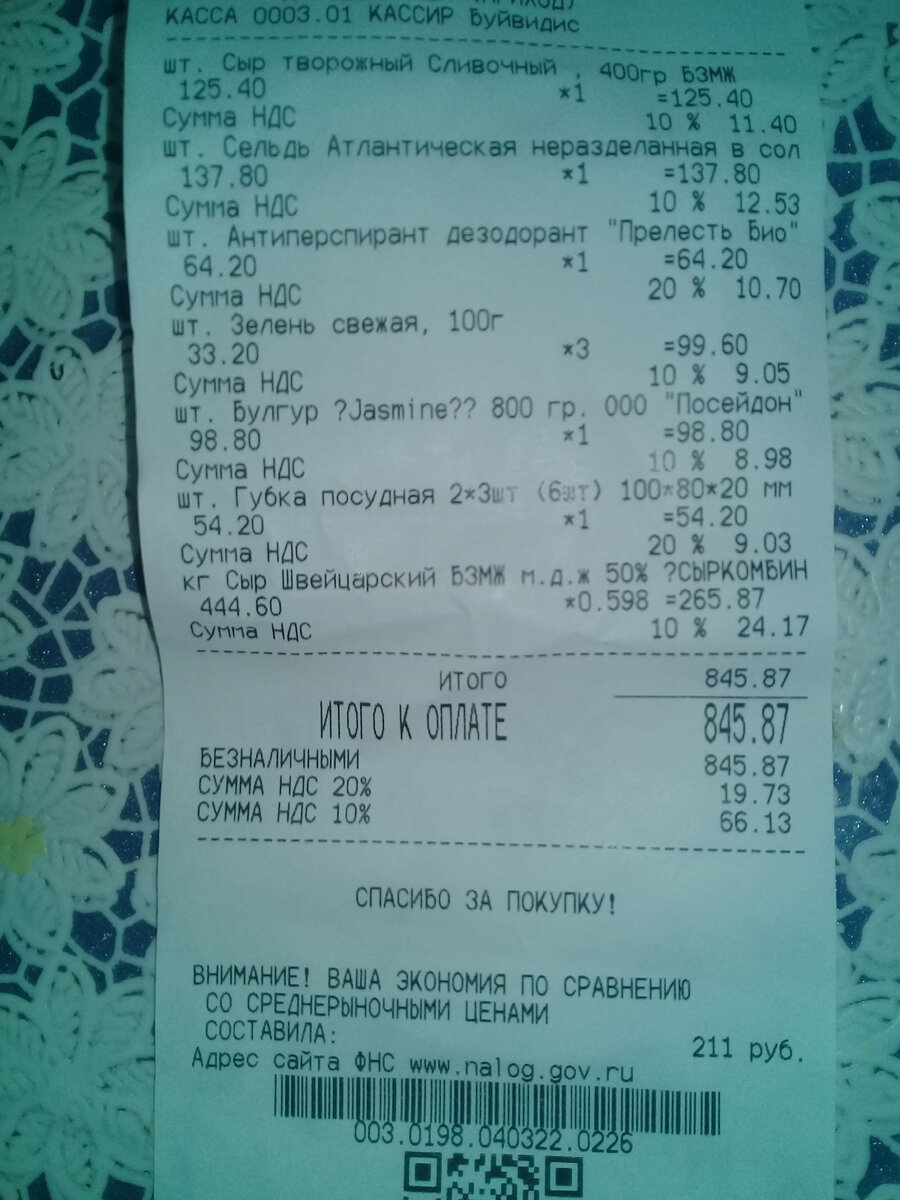 КАССА 0003.01 КАССИР Буйвидис
шт. Сыр творожный Сливочный , 400гр БЗМЖ
125.40 *1 =125.40
Сумма НДС 10 % 11.40
шт. Сельдь Атлантическая неразделанная в сол
137.80 *1 =137.80
Сумма НДС 10 % 12.53
шт. Антиперспирант дезодорант "Прелесть Био"
64.20 *1 =64.20
Сумма НДС 20 % 10.70
шт. Зелень свежая, 100г
33.20 *3 =99.60
Сумма НДС 10 % 9.05
шт. Булгур ?Jasmine?? 800 гр. ООО "Посейдон"
98.80 *1 =98.80
Сумма НДС 10 % 8.98
шт. Губка посудная 2*3шт (6шт) 100*80*20 мм
54.20 *1 =54.20
Сумма НДС 20 % 9.03
кг Сыр Швейцарский БЗМЖ м.д.ж 50% ?СЫРКОМБИН
444.60 *0.598 =265.87
Сумма НДС 10 % 24.17
ИТОГО 845.87
ИТОГО К ОПЛАТЕ 845.87
БЕЗНАЛИЧНЫМИ 845.87
СУММА НДС 20% 19.73
СУММА НДС 10% 66.13
СПАСИБО ЗА ПОКУПКУ!
ВНИМАНИЕ! ВАША ЭКОНОМИЯ ПО СРАВНЕНИЮ
СО СРЕДНЕРЫНОЧНЫМИ ЦЕНАМИ
СОСТАВИЛА: 211 руб.
Адрес сайта ФНС www.nalog.gov.ru
003.0198.040322.0226